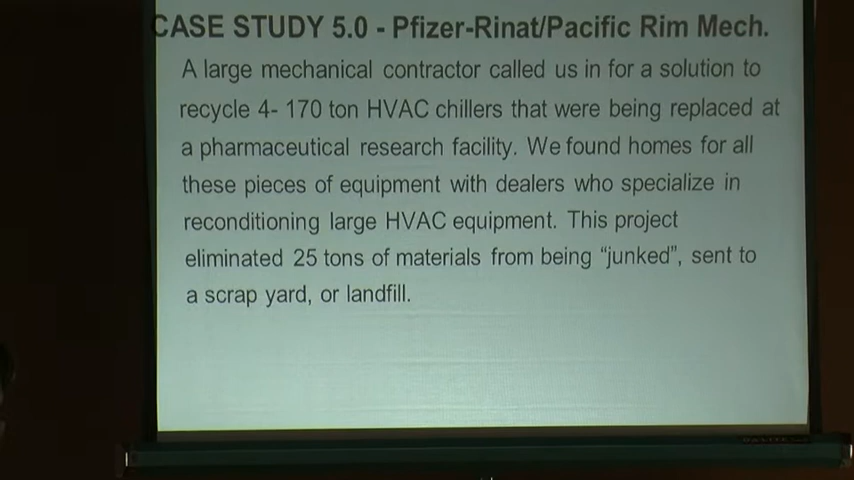 CASE STUDY 5.0 - Pfizer-Rinat/Pacific Rim Mech.
A large mechanical contractor called us in for a solution to
recycle 4- 170 ton HVAC chillers that were being replaced at
a pharmaceutical research facility. We found homes for all
these pieces of equipment with dealers who specialize in
reconditioning large HVAC equipment. This project
eliminated 25 tons of materials from being “junked”, sent to
a scrap yard, or landfill.